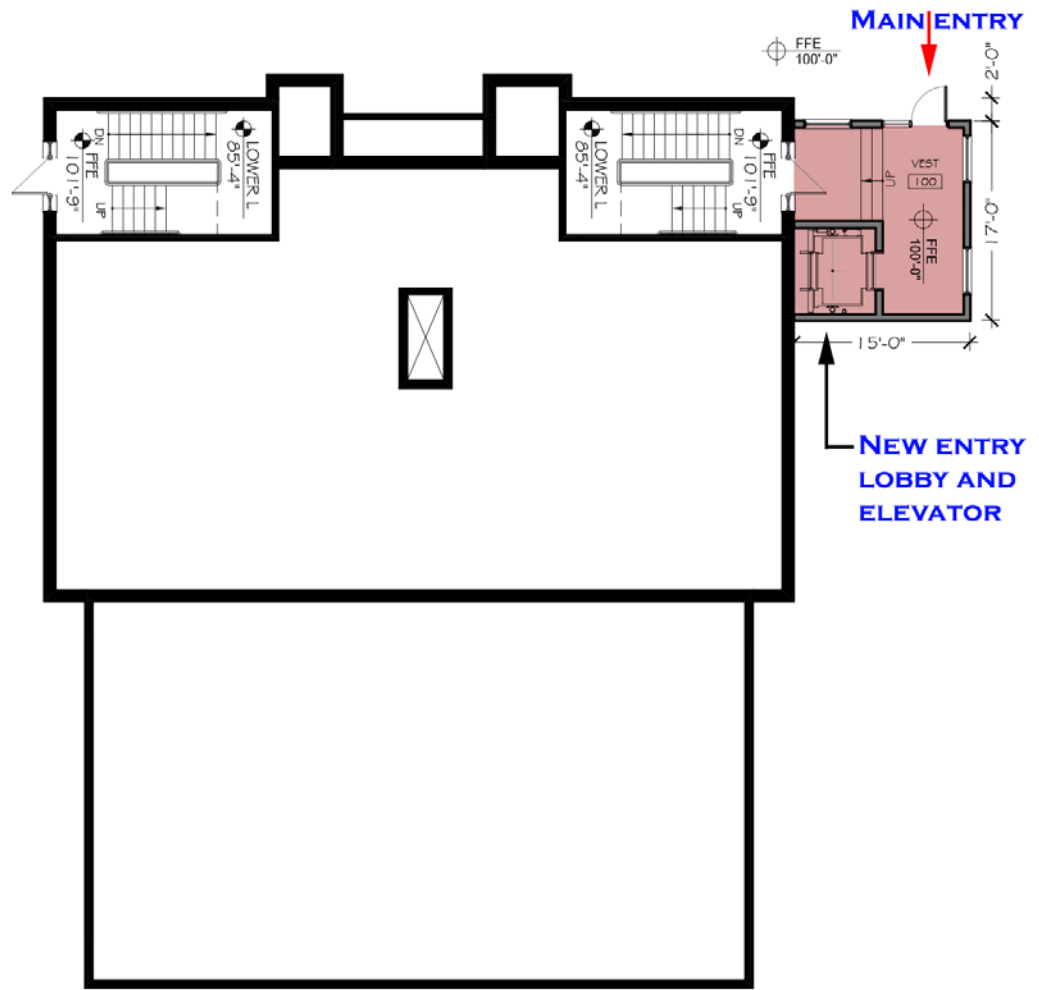 MAIN ENTRY
FFE
100'-0"
2'-0"
DN
FFE
101'-9"
UP
LOWER L
85'-4"
LOWER L
85'-4"
DN
FFE
101'-9"
UP
UP
VEST
100
FFE
100'-0"
17'-0"
15'-0"
NEW ENTRY
LOBBY AND
ELEVATOR